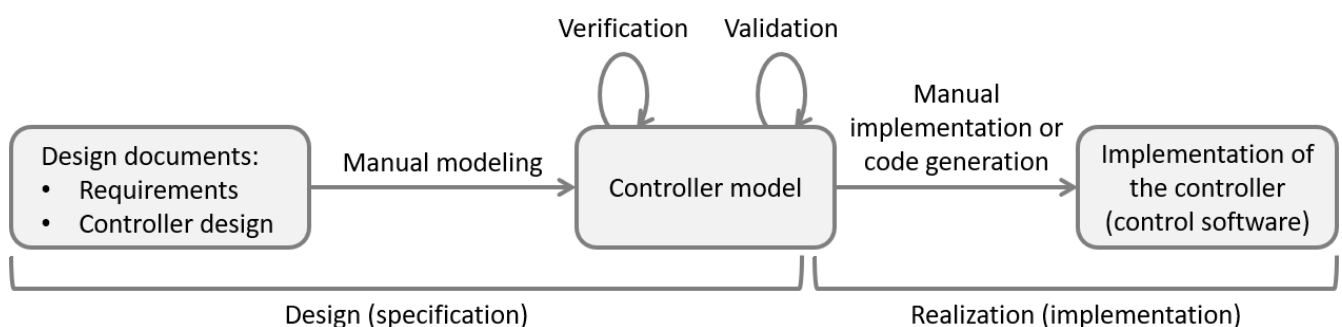 Verification
Validation
Design documents:
• Requirements
• Controller design
Manual modeling
Controller model
Manual
implementation or
code generation
Implementation of
the controller
(control software)
Design (specification)
Realization (implementation)